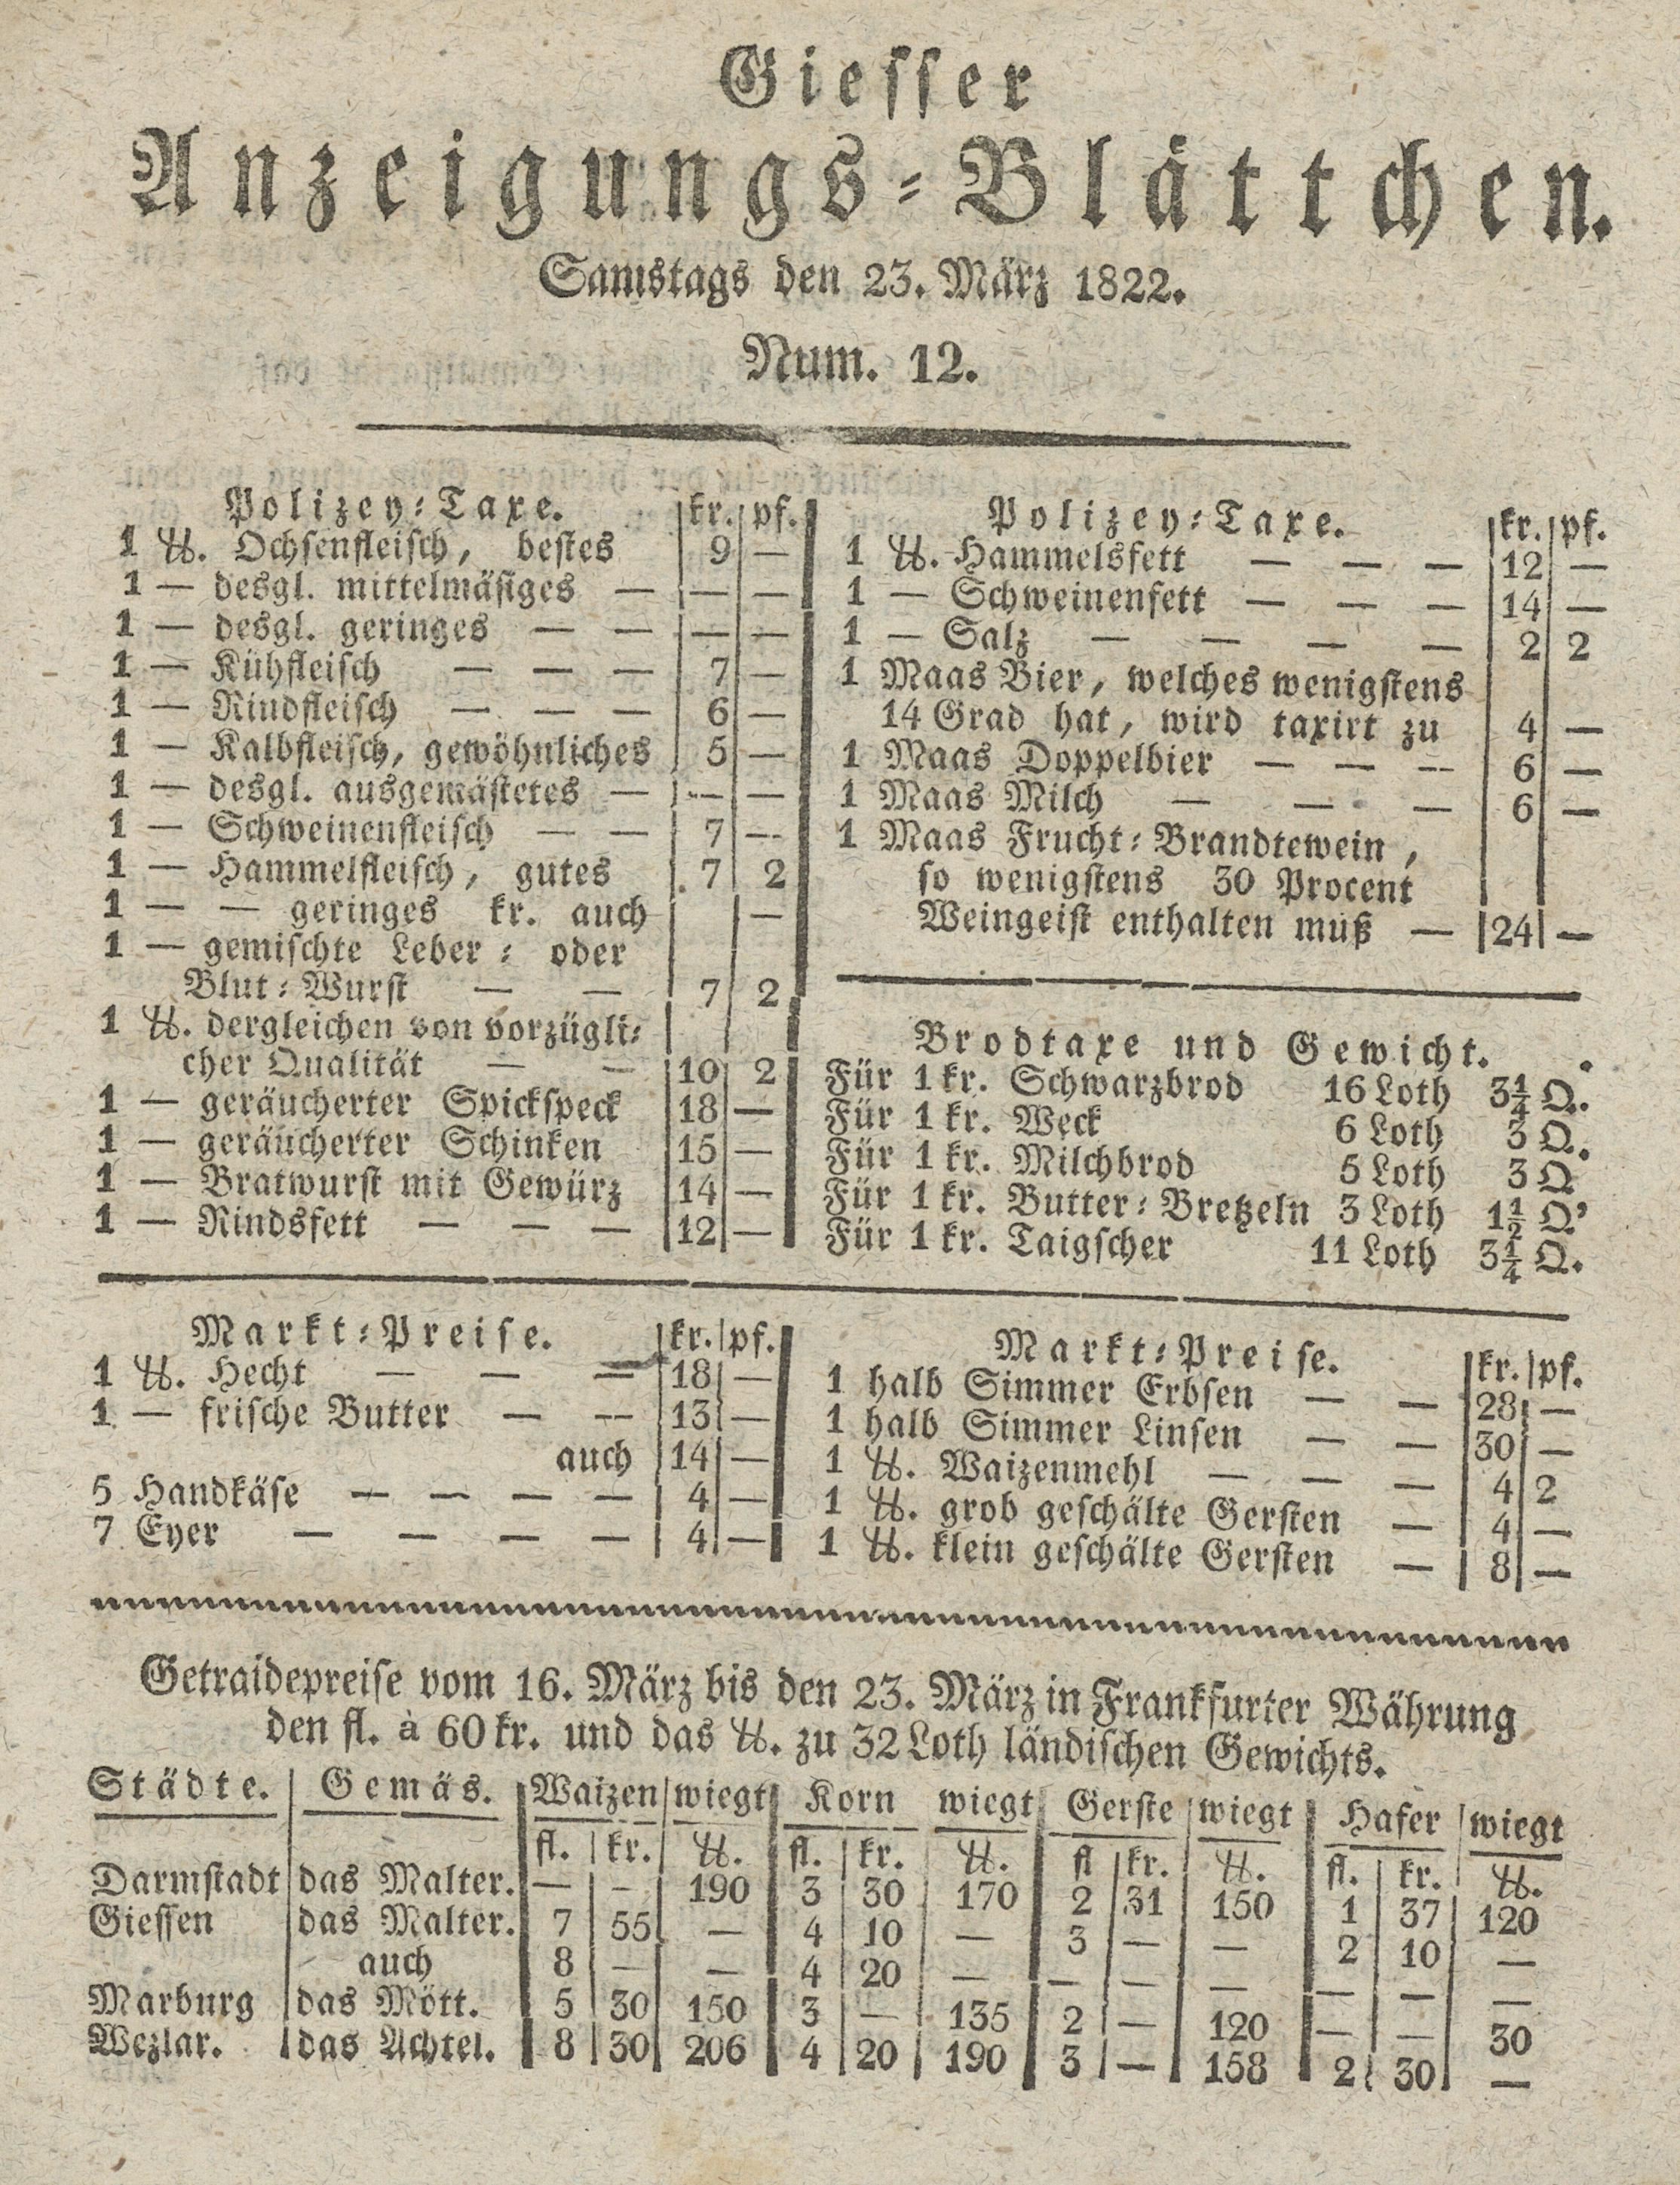 Giesser
Anzeigungs-Blättchen.
Samstags den 23. März 1822.
Num. 12.
Polizey-Taxe. kr. pf.
1 ℔. Ochsenfleisch, bestes 9 —
1 — desgl. mittelmäsiges — — —
1 — desgl. geringes — — — —
1 — Kühfleisch — — — 7 —
1 — Rindfleisch — — — 6 —
1 — Kalbfleisch, gewöhnliches 5 —
1 — desgl. ausgemästetes — — —
1 — Schweinenfleisch — — 7 —
1 — Hammelfleisch, gutes 7 2
1 — — geringes kr. auch —
1 — gemischte Leber- oder
Blut-Wurst — — 7 2
1 ℔. dergleichen von vorzügli-
cher Qualität — — 10 2
1 — geräucherter Spickspeck 18 —
1 — geräucherter Schinken 15 —
1 — Bratwurst mit Gewürz 14 —
1 — Rindsfett — — — 12 —
Polizey-Taxe. kr. pf.
1 ℔. Hammelsfett — — — 12 —
1 — Schweinenfett — — — 14 —
1 — Salz — — — — 2 2
1 Maas Bier, welches wenigstens
14 Grad hat, wird taxirt zu 4 —
1 Maas Doppelbier — — — 6 —
1 Maas Milch — — — 6 —
1 Maas Frucht-Brandtewein,
so wenigstens 30 Procent
Weingeist enthalten muß — 24 —
Brodtaxe und Gewicht.
Für 1 kr. Schwarzbrod 16 Loth 3¼ Q.
Für 1 kr. Weck 6 Loth 3 Q.
Für 1 kr. Milchbrod 5 Loth 3 Q
Für 1 kr. Butter-Bretzeln 3 Loth 1½ Q.
Für 1 kr. Taigscher 11 Loth 3¼ Q.
Markt-Preise. kr. pf.
1 ℔. Hecht — — — 18 —
1 — frische Butter — — 13 —
auch 14 —
5 Handkäse — — — — 4 —
7 Eyer — — — — 4 —
Markt-Preise. kr. pf.
1 halb Simmer Erbsen — — 28 —
1 halb Simmer Linsen — — 30 —
1 ℔. Waizenmehl — — — 4 2
1 ℔. grob geschälte Gersten — 4 —
1 ℔. klein geschälte Gersten — 8 —
Getraidepreise vom 16. März bis den 23. März in Frankfurter Währung
den fl. à 60 kr. und das ℔. zu 32 Loth ländischen Gewichts.
Städte. Gemäs. Waizen wiegt Korn wiegt Gerste wiegt Hafer wiegt
fl. kr. ℔. fl. kr. ℔. fl kr. ℔. fl. kr. ℔.
Darmstadt das Malter. — — 190 3 30 170 2 31 150 1 37 120
Giessen das Malter. 7 55 — 4 10 — 3 — — 2 10 —
auch 8 — — 4 20 — — — — — — —
Marburg das Mött. 5 30 150 3 — 135 2 — 120 — — 30
Wezlar. das Achtel. 8 30 206 4 20 190 3 — 158 2 30 —